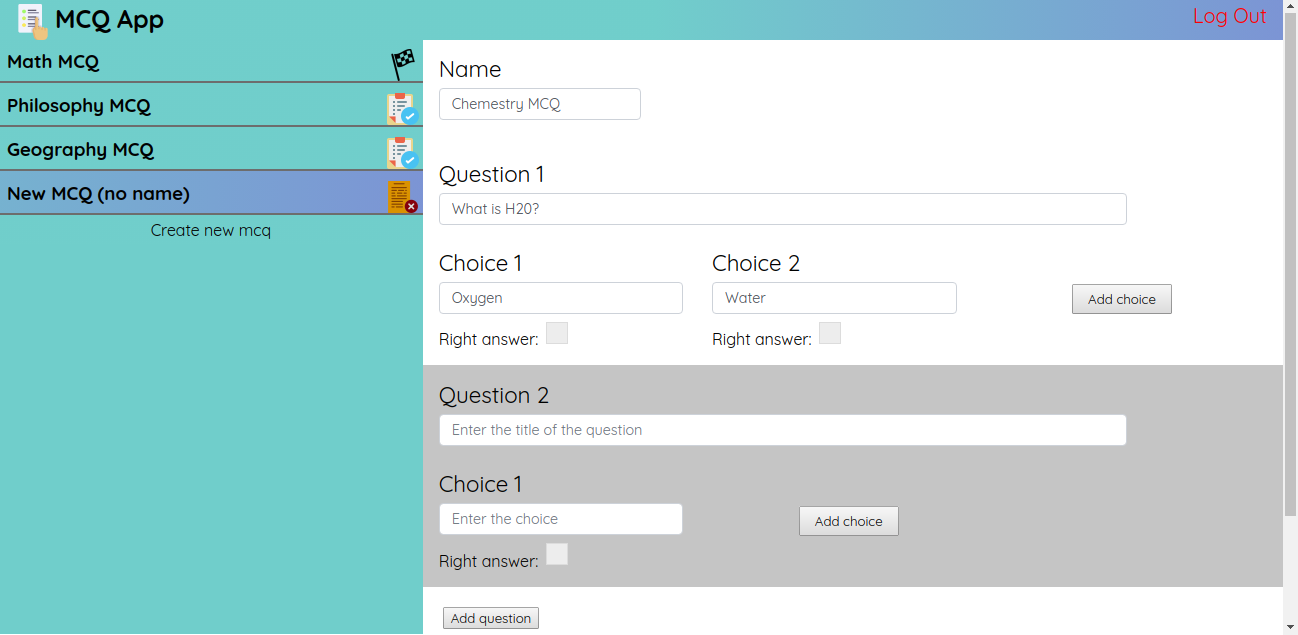 MCQ App
Log Out
Math MCQ
Philosophy MCQ
Geography MCQ
New MCQ (no name)
Create new mcq
Name
Chemestry MCQ
Question 1
What is H20?
Choice 1 Choice 2
Oxygen Water Add choice
Right answer: Right answer:
Question 2
Enter the title of the question
Choice 1
Enter the choice Add choice
Right answer:
Add question